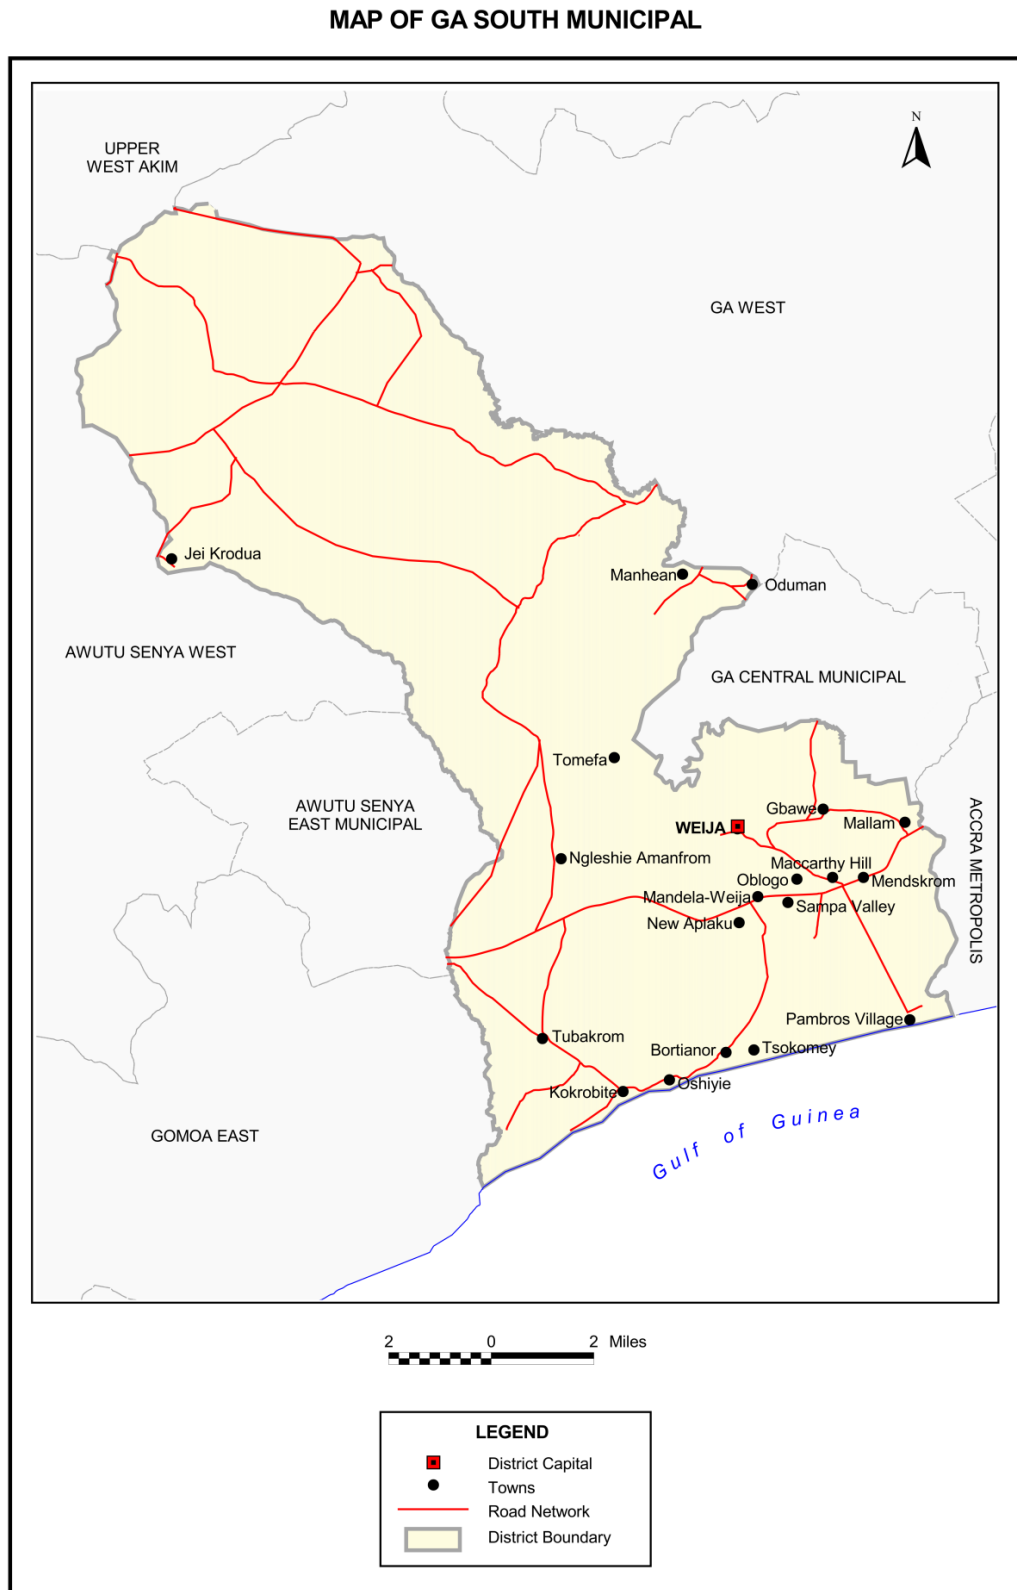 MAP OF GA SOUTH MUNICIPAL
N
UPPER
WEST AKIM
GA WEST
Jei Krodua
Manhean
Oduman
AWUTU SENYA WEST
GA CENTRAL MUNICIPAL
Tomefa
AWUTU SENYA
EAST MUNICIPAL
ACCRA METROPOLIS
Gbawe
Mallam
WEIJA
Ngleshie Amanfrom
Maccarthy Hill
Oblogo
Mendskrom
Mandela-Weija
Sampa Valley
New Aplaku
Pambros Village
Tubakrom
Bortianor
Tsokomey
Oshiyie
Kokrobite
Gulf of Guinea
GOMOA EAST
2 0 2 Miles
LEGEND
District Capital
Towns
Road Network
District Boundary